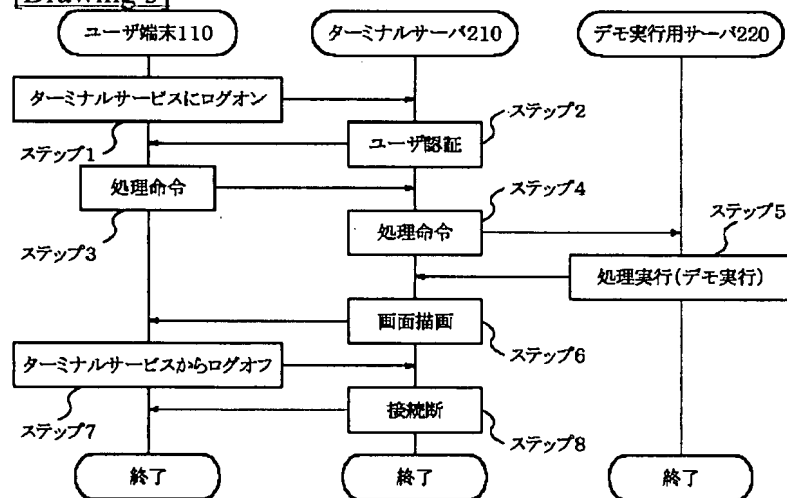 [Drawing 3]
ユーザ端末110
ターミナルサーバ210
デモ実行用サーバ220
ターミナルサービスにログオン
ステップ1
ユーザ認証
ステップ2
処理命令
ステップ3
処理命令
ステップ4
処理実行(デモ実行)
ステップ5
画面描画
ステップ6
ターミナルサービスからログオフ
ステップ7
接続断
ステップ8
終了
終了
終了